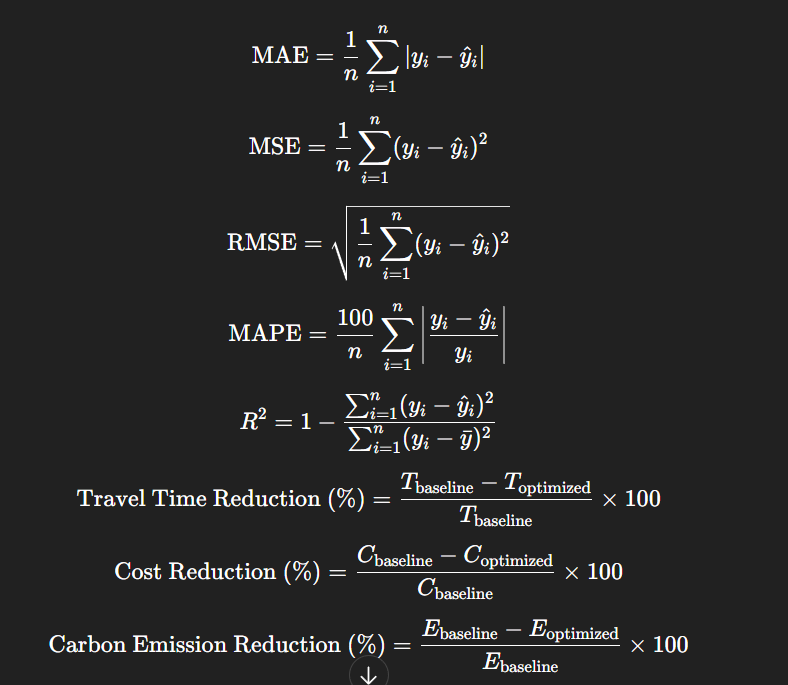 MAE = \frac{1}{n} \sum_{i=1}^{n} |y_i - \hat{y}_i|
MSE = \frac{1}{n} \sum_{i=1}^{n} (y_i - \hat{y}_i)^2
RMSE = \sqrt{\frac{1}{n} \sum_{i=1}^{n} (y_i - \hat{y}_i)^2}
MAPE = \frac{100}{n} \sum_{i=1}^{n} \left| \frac{y_i - \hat{y}_i}{y_i} \right|
R^2 = 1 - \frac{\sum_{i=1}^{n} (y_i - \hat{y}_i)^2}{\sum_{i=1}^{n} (y_i - \bar{y})^2}
Travel Time Reduction (%) = \frac{T_{baseline} - T_{optimized}}{T_{baseline}} × 100
Cost Reduction (%) = \frac{C_{baseline} - C_{optimized}}{C_{baseline}} × 100
Carbon Emission Reduction (%) = \frac{E_{baseline} - E_{optimized}}{E_{baseline}} × 100